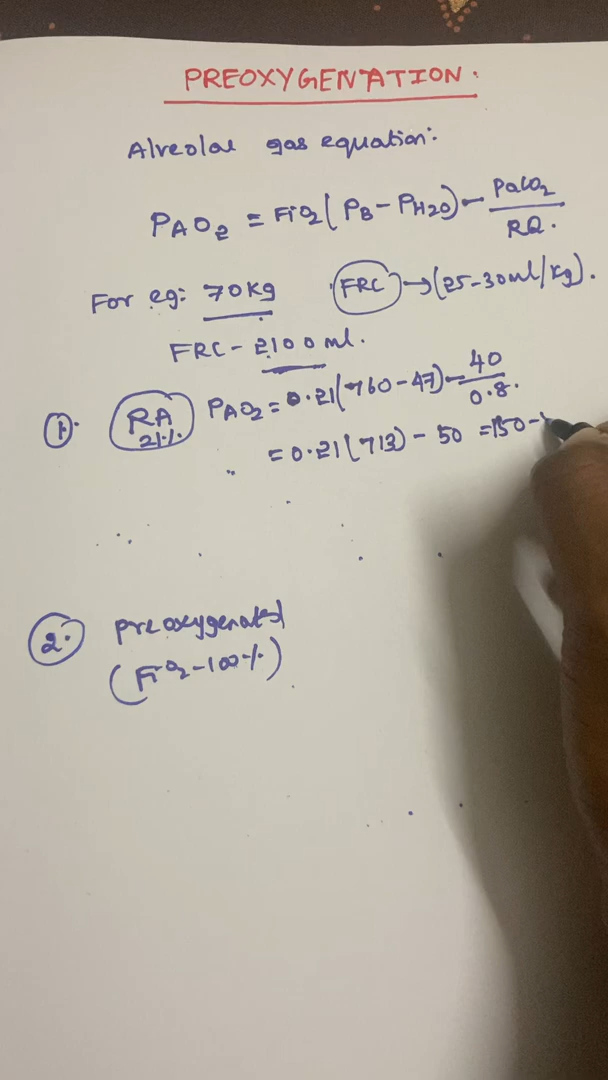 PREOXYGENATION.
Alveolar gas equation:
PAO2 = FiO2(PB-PH2O) - PaCO2/RQ.
For eg: 70kg FRC → (25-30ml/kg).
FRC - 2100ml.
1. RA 21% PAO2 = 0.21(760-47) - 40/0.8.
= 0.21(713) - 50 = 150 -
2. preoxygenated
(FiO2-100%)